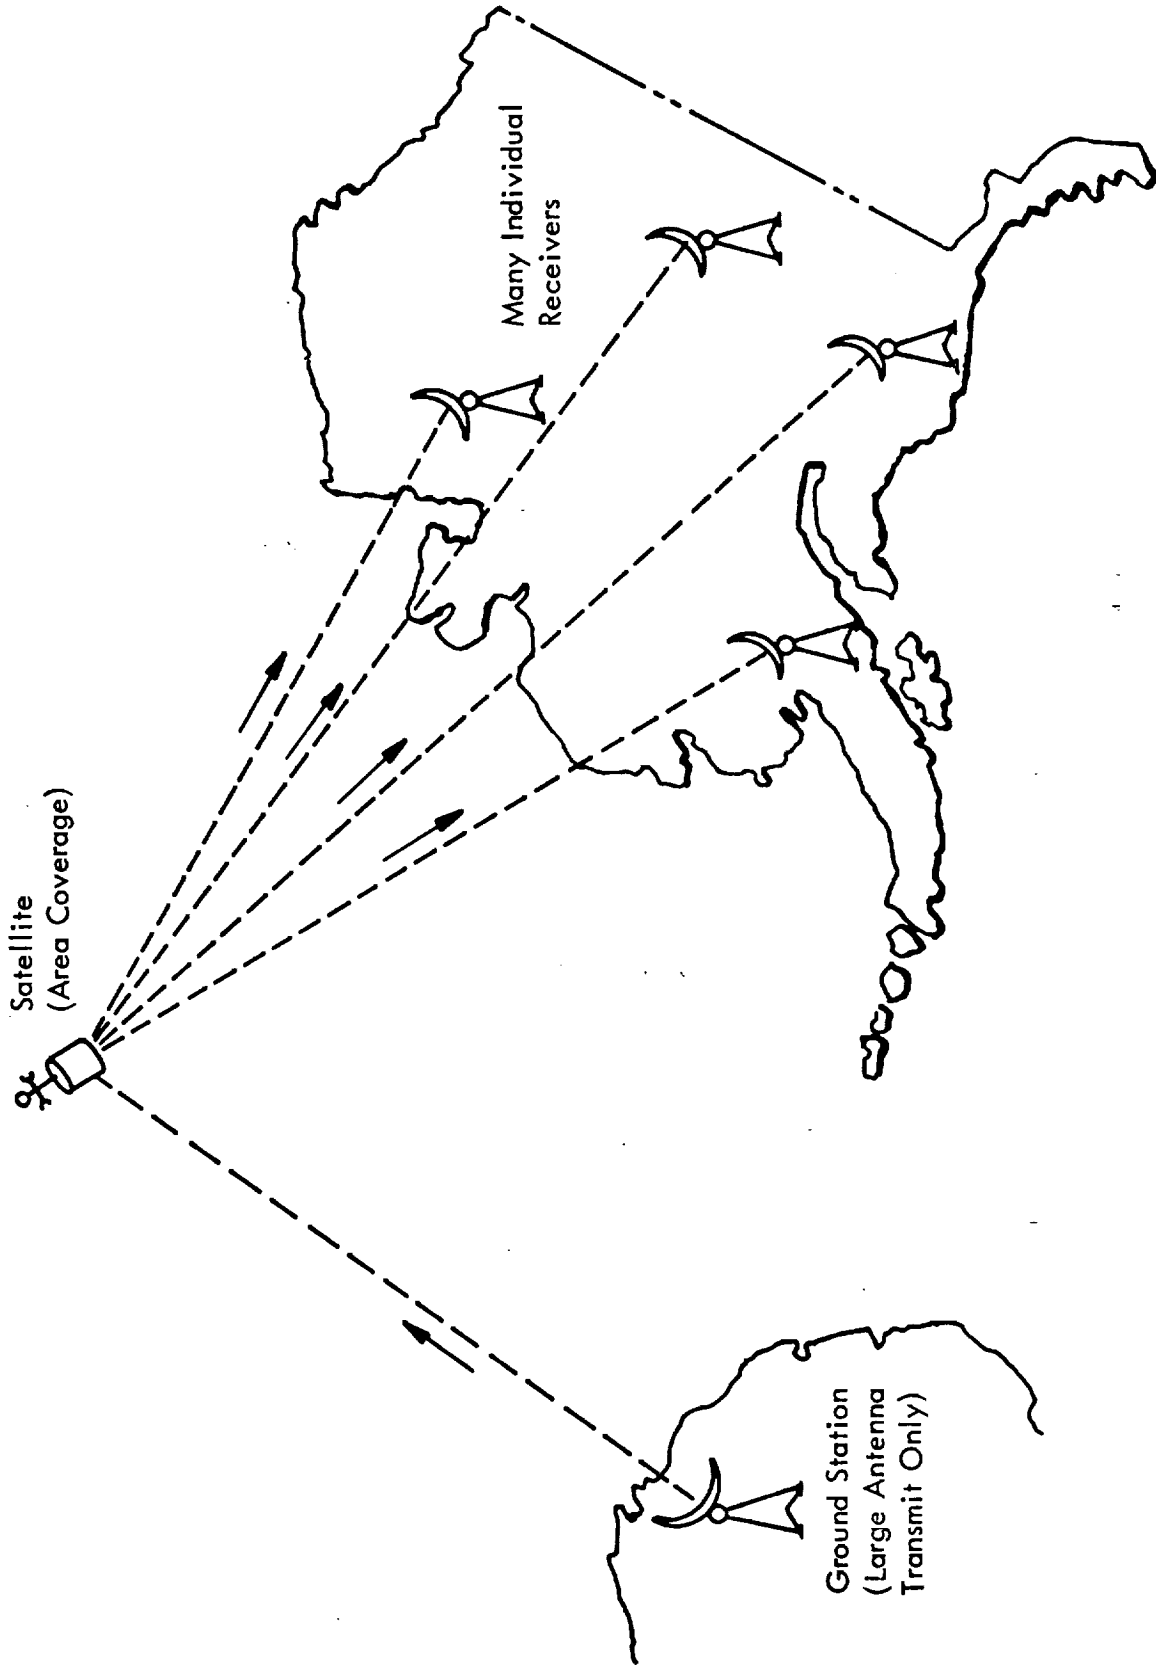 Satellite
(Area Coverage)
Many Individual
Receivers
Ground Station
(Large Antenna
Transmit Only)